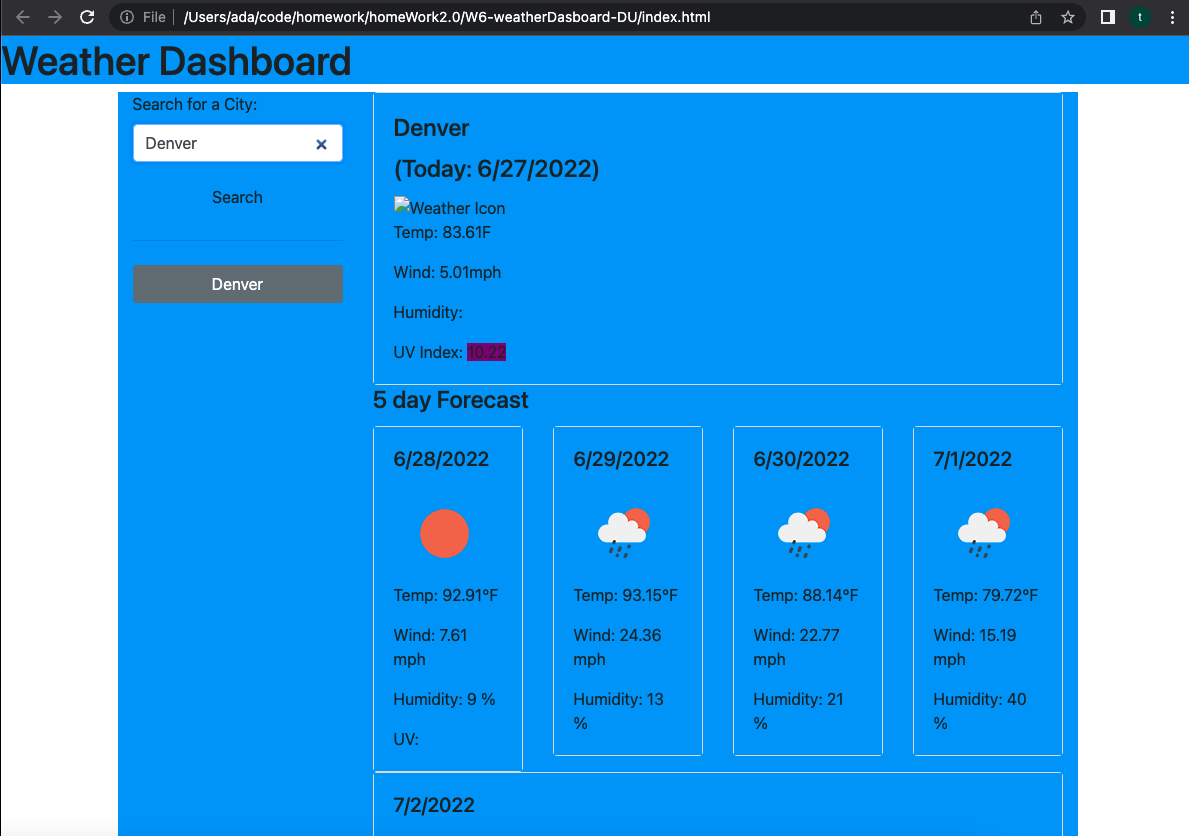 File
/Users/ada/code/homework/homeWork2.0/W6-weatherDasboard-DU/index.html
t
Weather Dashboard
Search for a City:
Denver
Search
Denver
Denver
(Today: 6/27/2022)
Weather Icon
Temp: 83.61F
Wind: 5.01mph
Humidity:
UV Index: 10.22
5 day Forecast
6/28/2022
Temp: 92.91°F
Wind: 7.61
mph
Humidity: 9 %
UV:
6/29/2022
Temp: 93.15°F
Wind: 24.36
mph
Humidity: 13
%
6/30/2022
Temp: 88.14°F
Wind: 22.77
mph
Humidity: 21
%
7/1/2022
Temp: 79.72°F
Wind: 15.19
mph
Humidity: 40
%
7/2/2022